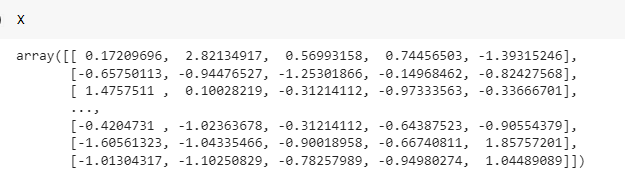 X
array([[ 0.17209696,  2.82134917,  0.56993158,  0.74456503, -1.39315246],
       [-0.65750113, -0.94476527, -1.25301866, -0.14968462, -0.82427568],
       [ 1.4757511 ,  0.10028219, -0.31214112, -0.97333563, -0.33666701],
       ...,
       [-0.4204731 , -1.02363678, -0.31214112, -0.64387523, -0.90554379],
       [-1.60561323, -1.04335466, -0.90018958, -0.66740811,  1.85757201],
       [-1.01304317, -1.10250829, -0.78257989, -0.94980274,  1.04489089]])